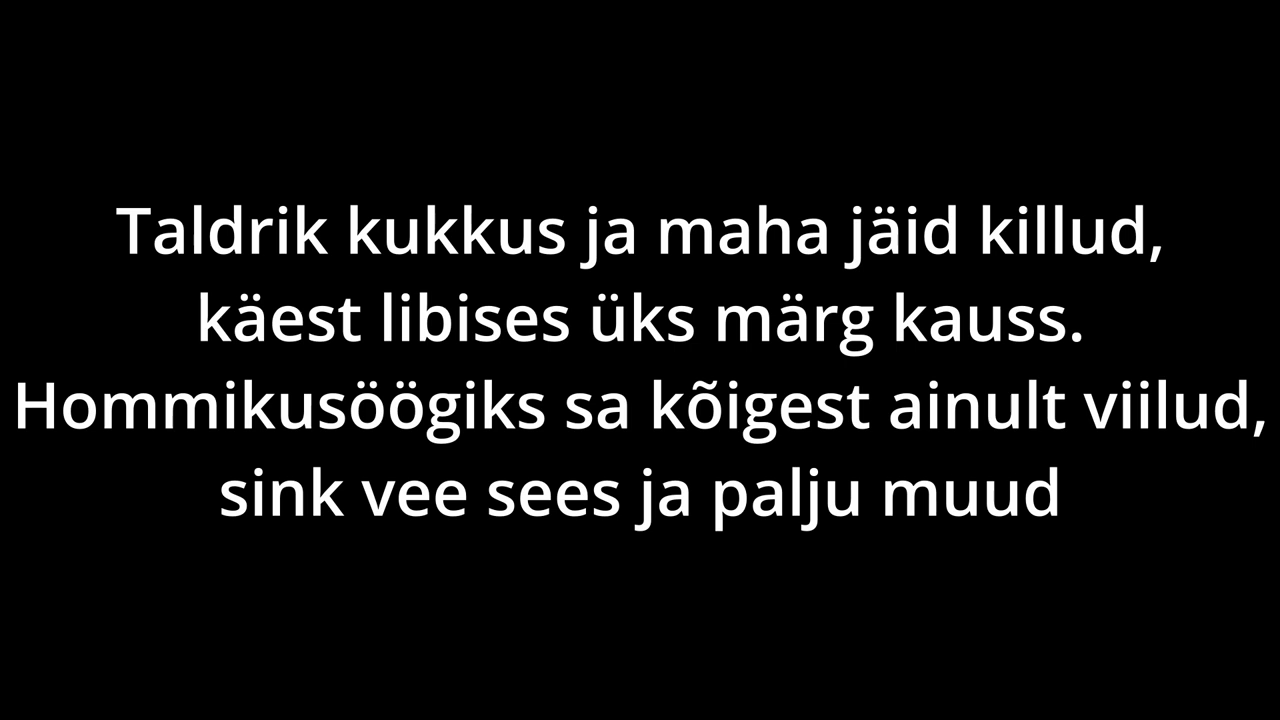 Taldrik kukkus ja maha jäid killud,
käest libises üks märg kauss.
Hommikusöögiks sa kõigest ainult viilud,
sink vee sees ja palju muud